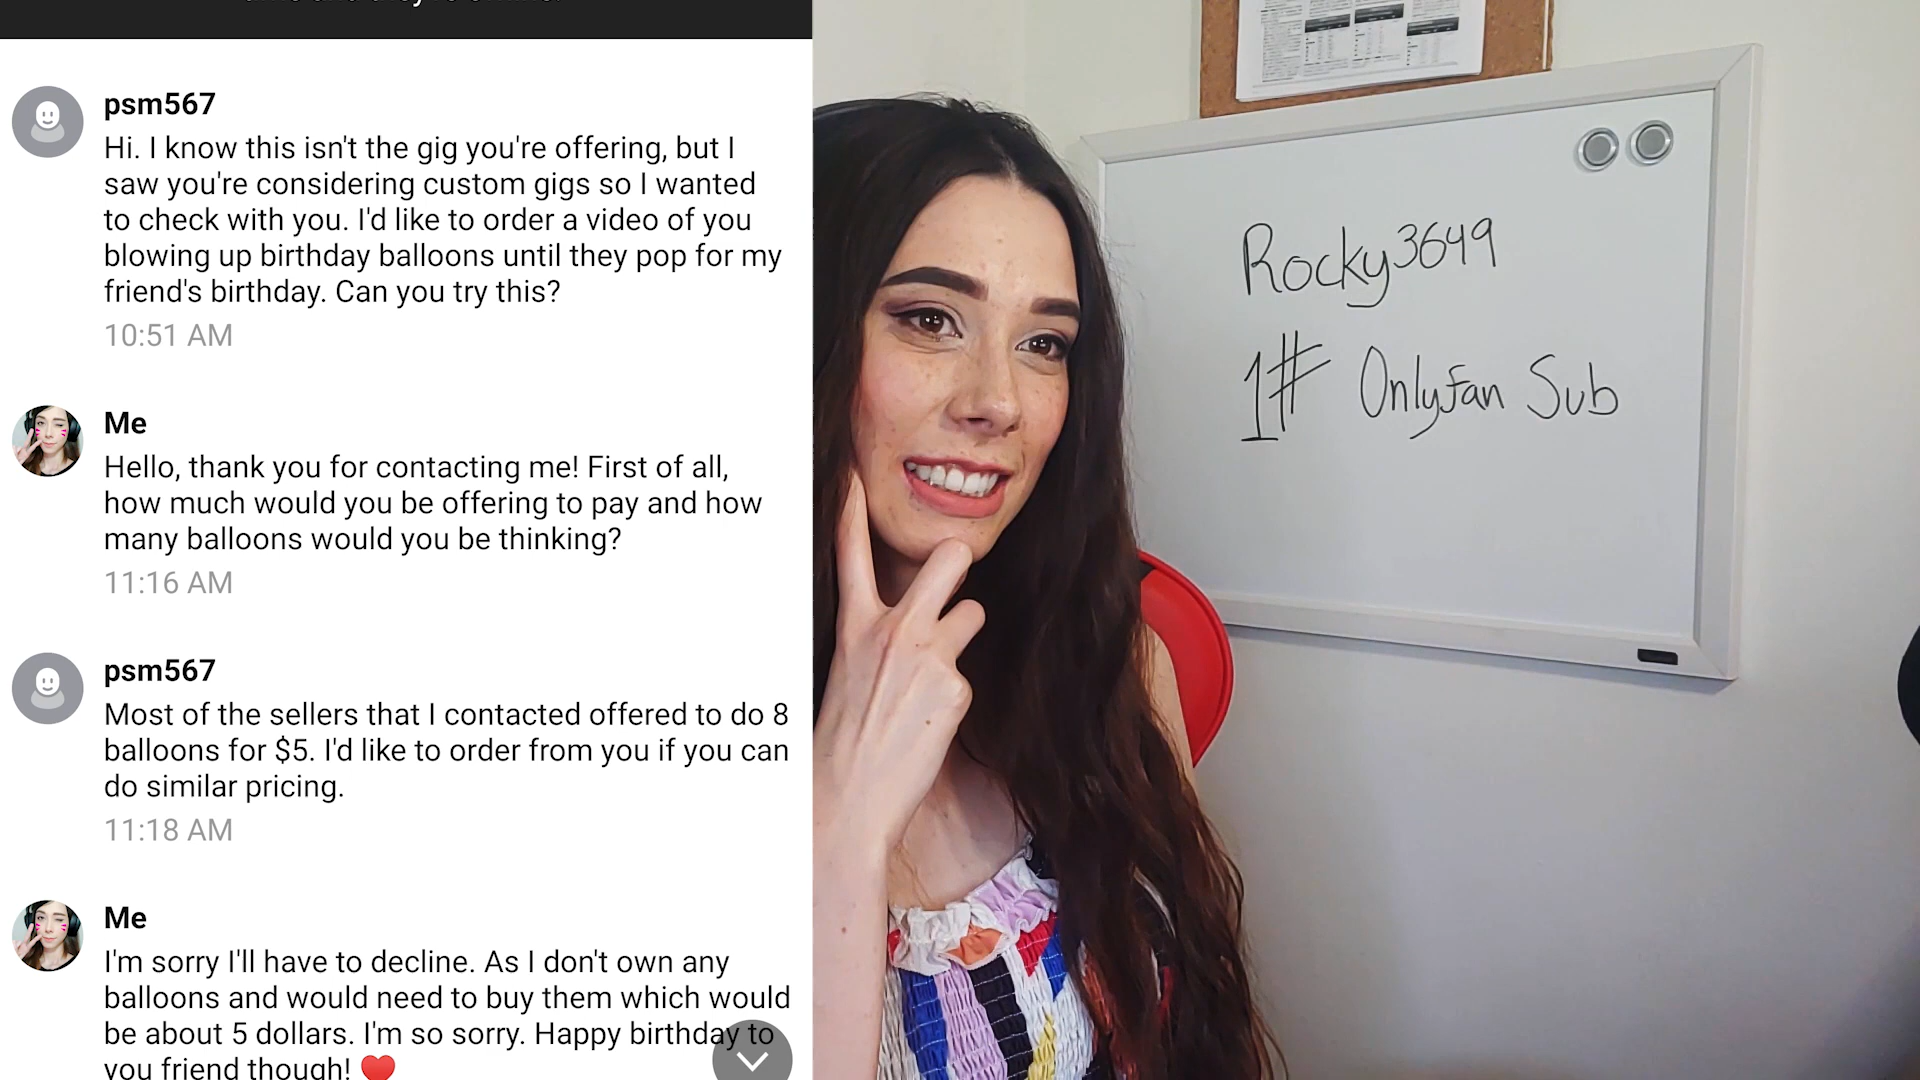 psm567
Hi. I know this isn't the gig you're offering, but I
saw you're considering custom gigs so I wanted
to check with you. I'd like to order a video of you
blowing up birthday balloons until they pop for my
friend's birthday. Can you try this?
10:51 AM
Me
Hello, thank you for contacting me! First of all,
how much would you be offering to pay and how
many balloons would you be thinking?
11:16 AM
psm567
Most of the sellers that I contacted offered to do 8
balloons for $5. I'd like to order from you if you can
do similar pricing.
11:18 AM
Me
I'm sorry I'll have to decline. As I don't own any
balloons and would need to buy them which would
be about 5 dollars. I'm so sorry. Happy birthday to
you friend though! ❤️
Rocky3649
1# Onlyfan Sub